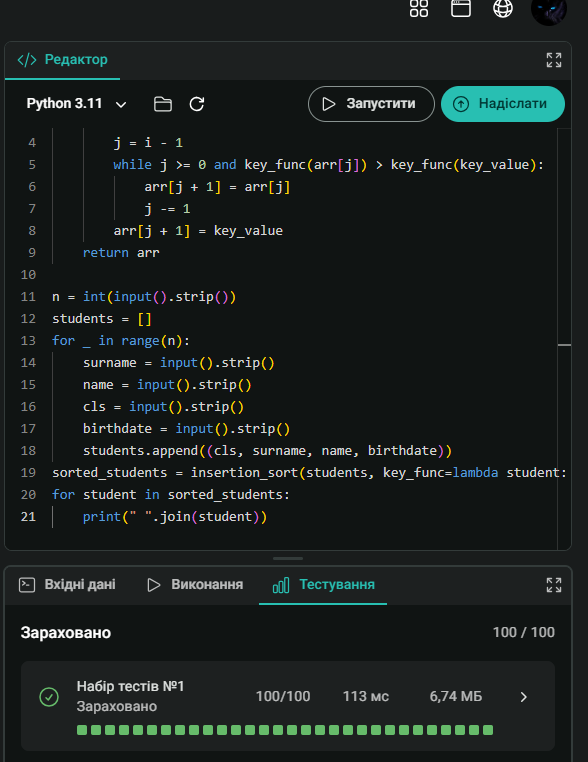 </> Редактор
Python 3.11
Запустити
Надіслати
4 j = i - 1
5 while j >= 0 and key_func(arr[j]) > key_func(key_value):
6 arr[j + 1] = arr[j]
7 j -= 1
8 arr[j + 1] = key_value
9 return arr
10
11 n = int(input().strip())
12 students = []
13 for _ in range(n):
14 surname = input().strip()
15 name = input().strip()
16 cls = input().strip()
17 birthdate = input().strip()
18 students.append((cls, surname, name, birthdate))
19 sorted_students = insertion_sort(students, key_func=lambda student:
20 for student in sorted_students:
21 print(" ".join(student))
Вхідні дані
Виконання
Тестування
Зараховано 100 / 100
Набір тестів №1
Зараховано
100/100 113 мс 6,74 МБ